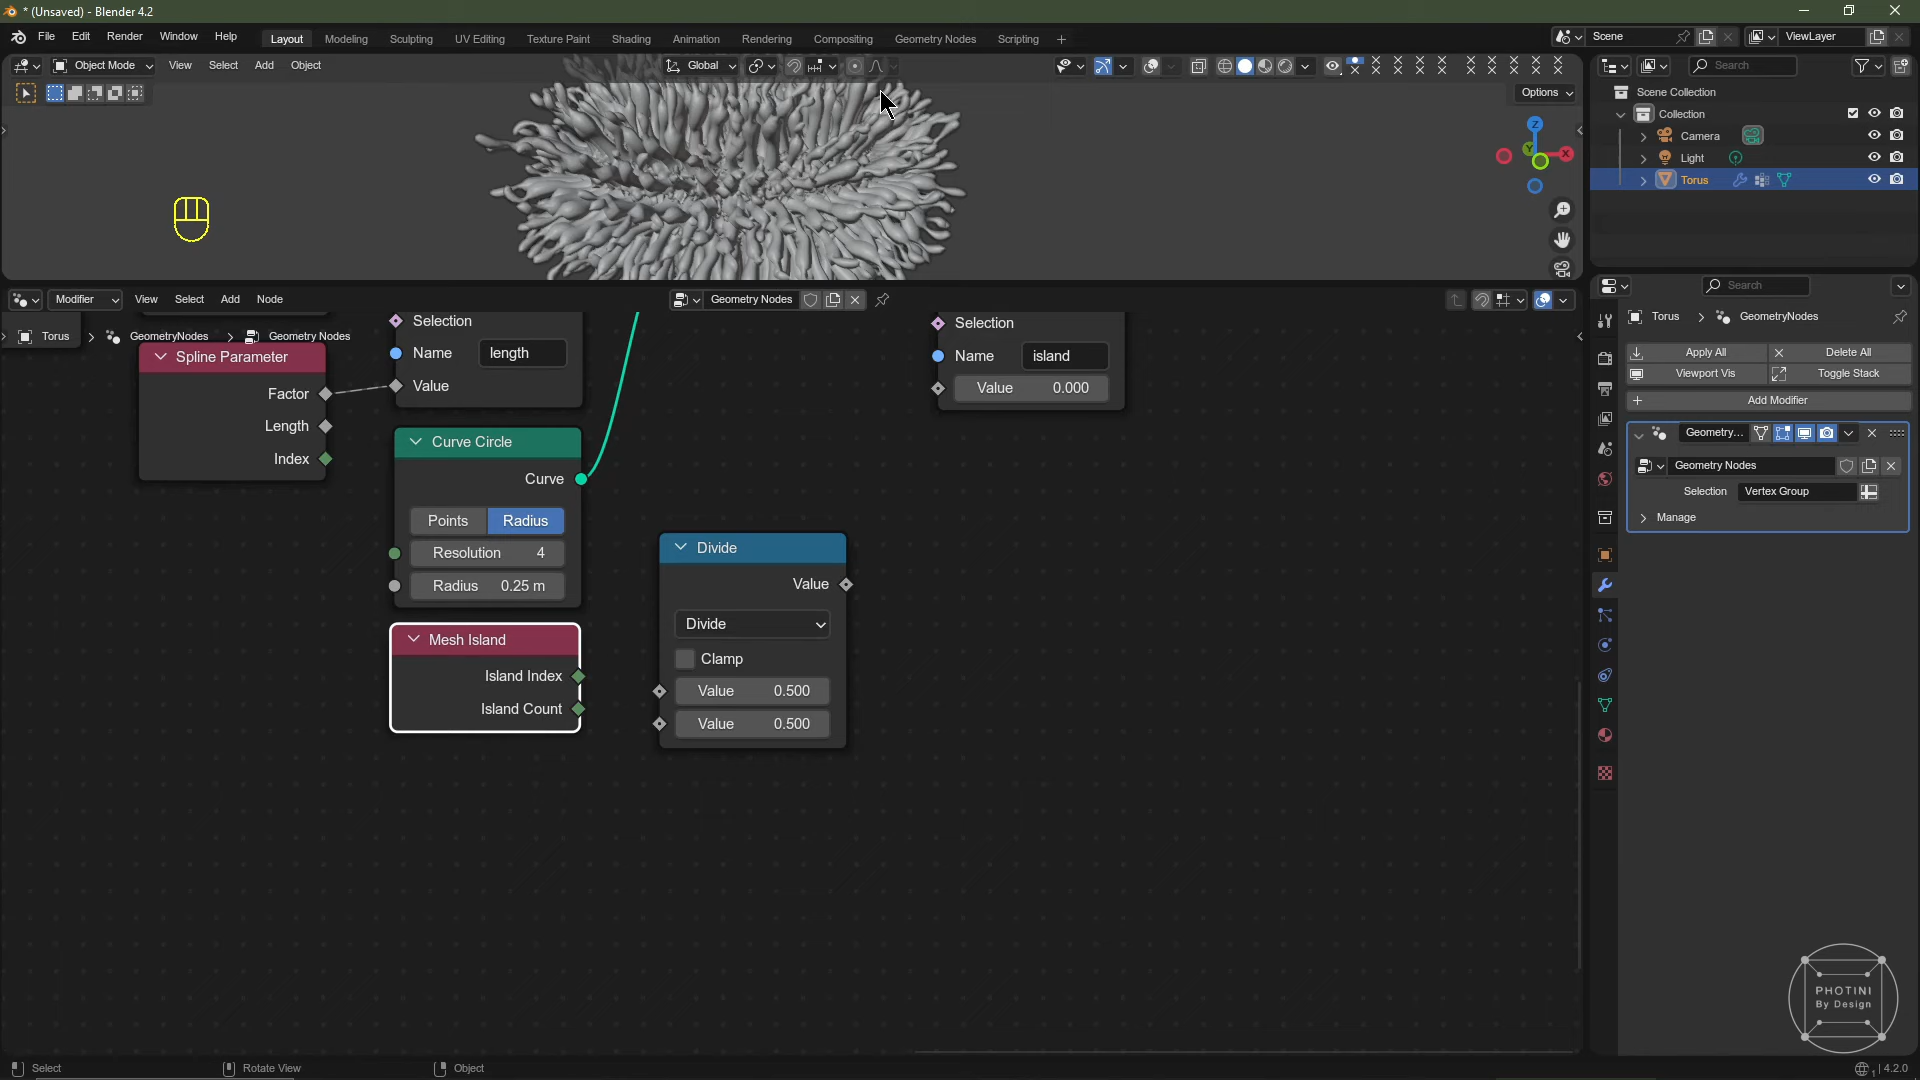 * (Unsaved) - Blender 4.2
File Edit Render Window Help Layout Modeling Sculpting UV Editing Texture Paint Shading Animation Rendering Compositing Geometry Nodes Scripting + Scene ViewLayer
Object Mode View Select Add Object Global Search
Options
Scene Collection
Collection
Camera
Light
Torus
Z
Y
X
Modifier View Select Add Node Geometry Nodes Search
Torus > GeometryNodes > Geometry Nodes
Torus > GeometryNodes
Spline Parameter
Factor
Length
Index
Selection
Name length
Value
Curve Circle
Curve
Points Radius
Resolution 4
Radius 0.25 m
Mesh Island
Island Index
Island Count
Divide
Value
Divide
Clamp
Value 0.500
Value 0.500
Selection
Name island
Value 0.000
Apply All Delete All
Viewport Vis Toggle Stack
Add Modifier
Geometry...
Geometry Nodes
Selection Vertex Group
Manage
PHOTINI
By Design
Select Rotate View Object 4.2.0